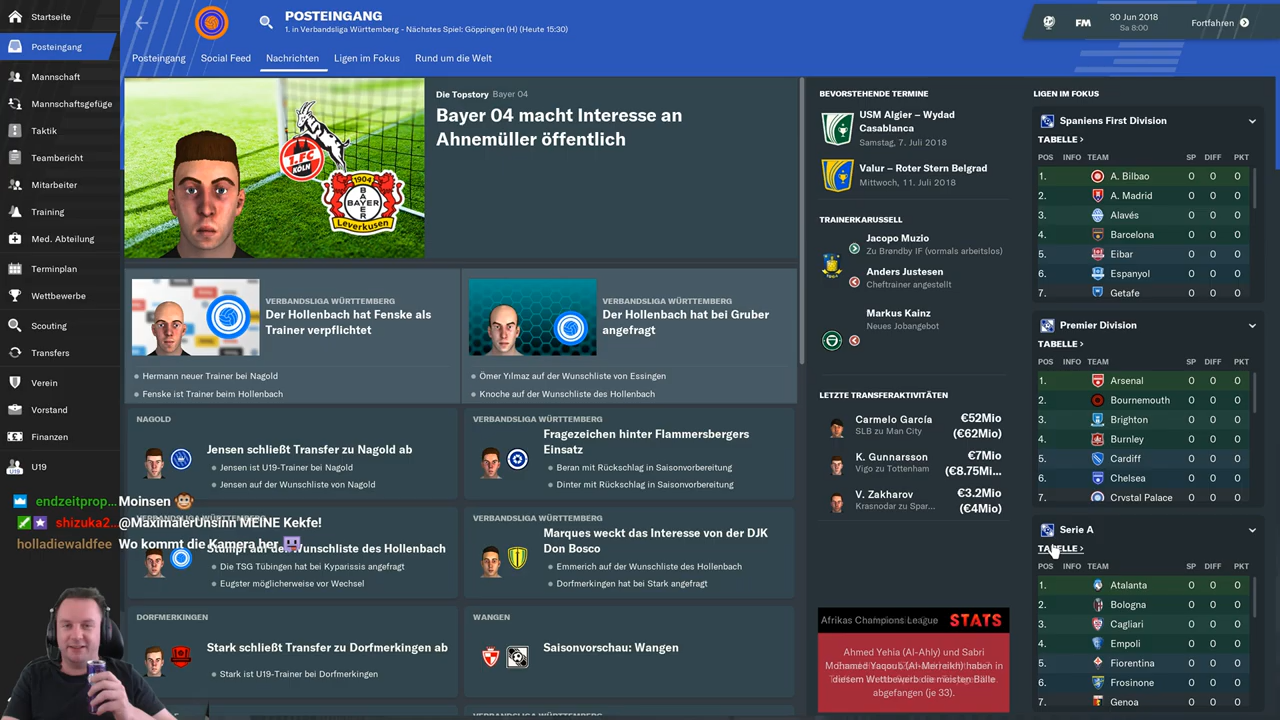 Startseite
Posteingang
Mannschaft
Mannschaftsgefüge
Taktik
Teambericht
Mitarbeiter
Training
Med. Abteilung
Terminplan
Wettbewerbe
Scouting
Transfers
Verein
Vorstand
Finanzen
U19
U19
POSTEINGANG
1. in Verbandsliga Württemberg - Nächstes Spiel: Göppingen (H) (Heute 15:30)
FM
30 Jun 2018
Sa 8:00
Fortfahren
Posteingang
Social Feed
Nachrichten
Ligen im Fokus
Rund um die Welt
1.FC KÖLN
1904
BAYER
BAYER
Leverkusen
Die Topstory Bayer 04
Bayer 04 macht Interesse an
Ahnemüller öffentlich
VERBANDSLIGA WÜRTTEMBERG
Der Hollenbach hat Fenske als
Trainer verpflichtet
Hermann neuer Trainer bei Nagold
Fenske ist Trainer beim Hollenbach
VERBANDSLIGA WÜRTTEMBERG
Der Hollenbach hat bei Gruber
angefragt
Ömer Yılmaz auf der Wunschliste von Essingen
Knoche auf der Wunschliste des Hollenbach
NAGOLD
Jensen schließt Transfer zu Nagold ab
Jensen ist U19-Trainer bei Nagold
Jensen auf der Wunschliste von Nagold
VERBANDSLIGA WÜRTTEMBERG
Fragezeichen hinter Flammersbergers
Einsatz
Beran mit Rückschlag in Saisonvorbereitung
Dinter mit Rückschlag in Saisonvorbereitung
endzeitprop... Moinsen
shizuka2... @MaximalerUnsinn MEINE Kekfe!
holladiewaldfee Wo kommt die Kamera her
VERBANDSLIGA WÜRTTEMBERG
Stumpf auf der Wunschliste des Hollenbach
Die TSG Tübingen hat bei Kyparissis angefragt
Eugster möglicherweise vor Wechsel
VERBANDSLIGA WÜRTTEMBERG
Marques weckt das Interesse von der DJK
Don Bosco
Emmerich auf der Wunschliste des Hollenbach
Dorfmerkingen hat bei Stark angefragt
DORFMERKINGEN
Stark schließt Transfer zu Dorfmerkingen ab
Stark ist U19-Trainer bei Dorfmerkingen
WANGEN
Saisonvorschau: Wangen
BEVORSTEHENDE TERMINE
USM Algier – Wydad
Casablanca
Samstag, 7. Juli 2018
Valur – Roter Stern Belgrad
Mittwoch, 11. Juli 2018
TRAINERKARUSSELL
Jacopo Muzio
Zu Brøndby IF (vormals arbeitslos)
Anders Justesen
Cheftrainer angestellt
Markus Kainz
Neues Jobangebot
LETZTE TRANSFERAKTIVITÄTEN
Carmelo García
SLB zu Man City
€52Mio
(€62Mio)
K. Gunnarsson
Vigo zu Tottenham
€7Mio
(€8.75Mi...
V. Zakharov
Krasnodar zu Spar...
€3.2Mio
(€4Mio)
Afrikas Champions League
STATS
Ahmed Yehia (Al-Ahly) und Sabri
Mohamed Yaqoub (Al-Merreikh) haben in
diesem Wettbewerb die meisten Bälle
abgefangen (je 33).
LIGEN IM FOKUS
Spaniens First Division
TABELLE >
POS INFO TEAM SP DIFF PKT
1. A. Bilbao 0 0 0
2. A. Madrid 0 0 0
3. Alavés 0 0 0
4. Barcelona 0 0 0
5. Eibar 0 0 0
6. Espanyol 0 0 0
7. Getafe 0 0 0
Premier Division
TABELLE >
POS INFO TEAM SP DIFF PKT
1. Arsenal 0 0 0
2. Bournemouth 0 0 0
3. Brighton 0 0 0
4. Burnley 0 0 0
5. Cardiff 0 0 0
6. Chelsea 0 0 0
7. Crystal Palace 0 0 0
Serie A
TABELLE >
POS INFO TEAM SP DIFF PKT
1. Atalanta 0 0 0
2. Bologna 0 0 0
3. Cagliari 0 0 0
4. Empoli 0 0 0
5. Fiorentina 0 0 0
6. Frosinone 0 0 0
7. Genoa 0 0 0